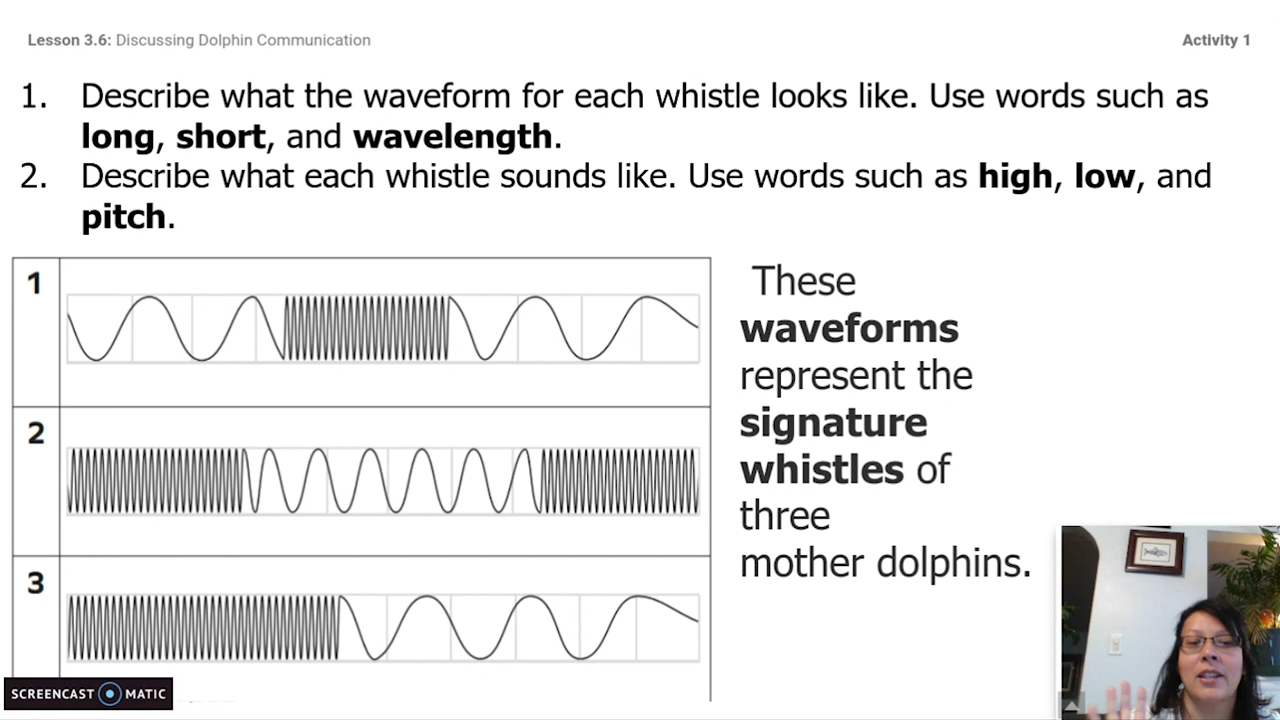 Lesson 3.6: Discussing Dolphin Communication
Activity 1
1. Describe what the waveform for each whistle looks like. Use words such as
long, short, and wavelength.
2. Describe what each whistle sounds like. Use words such as high, low, and
pitch.
1
2
3
These
waveforms
represent the
signature
whistles of
three
mother dolphins.
SCREENCAST MATIC